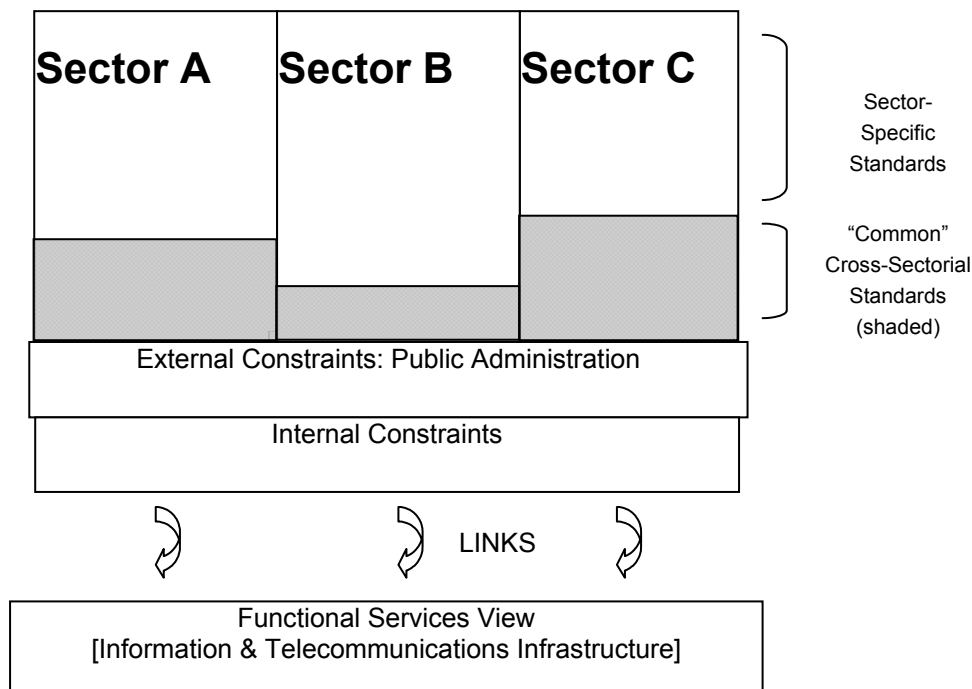 Sector A
Sector B
Sector C
Sector-
Specific
Standards
“Common”
Cross-Sectorial
Standards
(shaded)
External Constraints: Public Administration
Internal Constraints
LINKS
Functional Services View
[Information & Telecommunications Infrastructure]